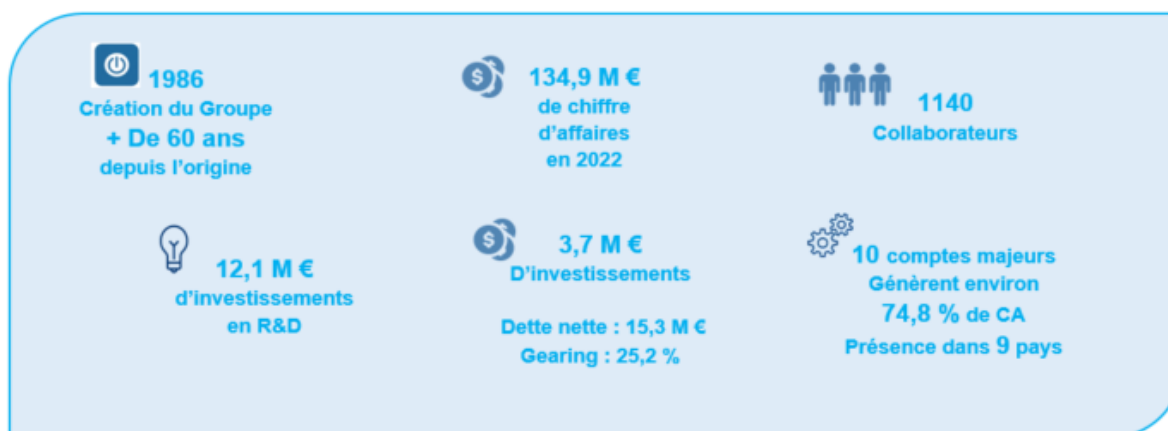 1986
Création du Groupe
+ De 60 ans
depuis l'origine
134,9 M €
de chiffre
d'affaires
en 2022
1140
Collaborateurs
12,1 M €
d'investissements
en R&D
3,7 M €
D'investissements
Dette nette : 15,3 M €
Gearing : 25,2 %
10 comptes majeurs
Génèrent environ
74,8 % de CA
Présence dans 9 pays